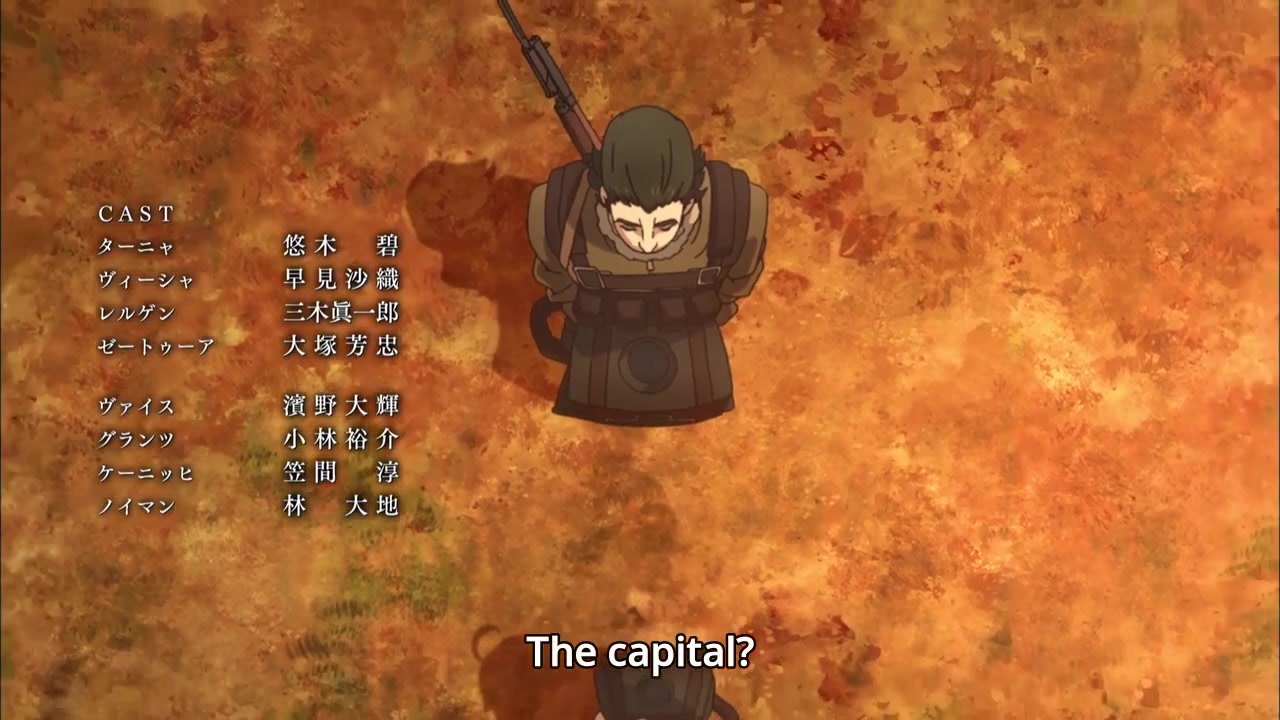 CAST
ターニャ 悠木 碧
ヴィーシャ 早見沙織
レルゲン 三木眞一郎
ゼートゥーア 大塚芳忠
ヴァイス 濱野大輝
グランツ 小林裕介
ケーニッヒ 笠間 淳
ノイマン 林 大地
The capital?